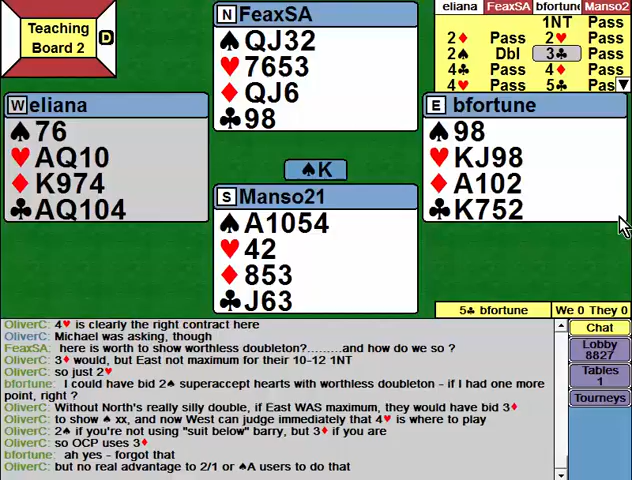 Teaching
Board 2
D
N FeaxSA
♠QJ32
♥7653
♦QJ6
♣98
eliana FeaxSA bfortune Manso2
1NT Pass
2♦ Pass 2♥ Pass
2♠ Dbl 3♣ Pass
4♣ Pass 4♦ Pass
4♥ Pass 5♣ Pas
W eliana
♠76
♥AQ10
♦K974
♣AQ104
♠K
E bfortune
♠98
♥KJ98
♦A102
♣K752
S Manso21
♠A1054
♥42
♦853
♣J63
5♣ bfortune We 0 They 0
OliverC: 4♥ is clearly the right contract here
OliverC: Michael was asking, though
FeaxSA: here is worth to show worthless doubleton?.........and how do we so ?
OliverC: 3♦ would, but East not maximum for their 10-12 1NT
OliverC: so just 2♥
bfortune: I could have bid 2♠ superaccept hearts with worthless doubleton - if I had one more
point, right ?
OliverC: Without North's really silly double, if East WAS maximum, they would have bid 3♦
OliverC: to show ♠ xx, and now West can judge immediately that 4♥ is where to play
OliverC: 2♠ if you're not using "suit below" barry, but 3♦ if you are
OliverC: so OCP uses 3♦
bfortune: ah yes - forgot that
OliverC: but no real advantage to 2/1 or ♠A users to do that
Chat
Lobby
8827
Tables
1
Tourneys